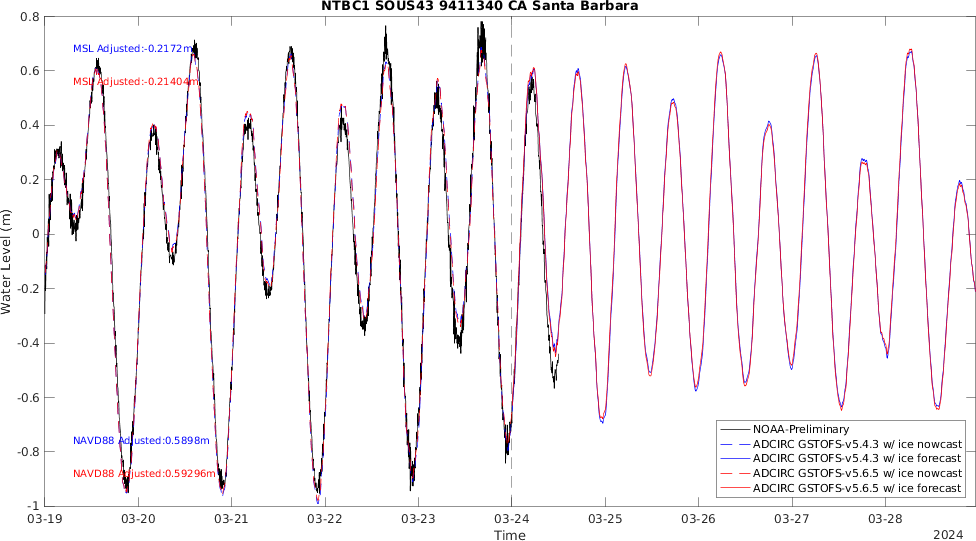 NTBC1 SOUS43 9411340 CA Santa Barbara
MSL Adjusted:-0.2172m
MSL Adjusted:-0.21404m
NAVD88 Adjusted:0.5898m
NAVD88 Adjusted:0.59296m
Water Level (m)
0.8
0.6
0.4
0.2
0
-0.2
-0.4
-0.6
-0.8
-1
NOAA-Preliminary
ADCIRC GSTOFS-v5.4.3 w/ ice nowcast
ADCIRC GSTOFS-v5.4.3 w/ ice forecast
ADCIRC GSTOFS-v5.6.5 w/ ice nowcast
ADCIRC GSTOFS-v5.6.5 w/ ice forecast
03-19 03-20 03-21 03-22 03-23 03-24 03-25 03-26 03-27 03-28
Time
2024